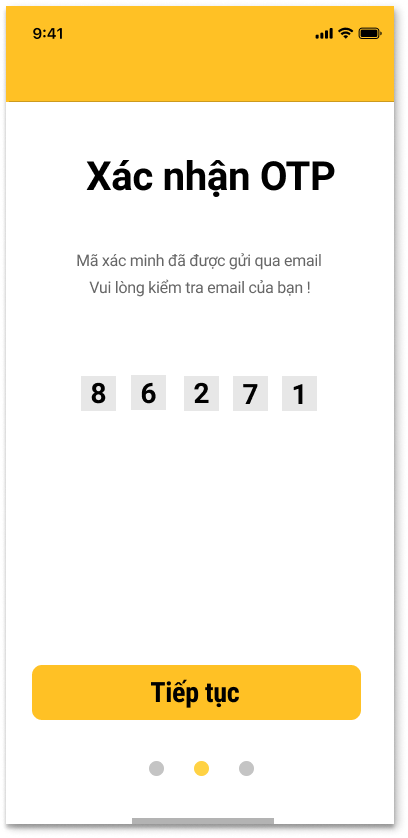 9:41
Xác nhận OTP
Mã xác minh đã được gửi qua email
Vui lòng kiểm tra email của bạn !
8 6 2 7 1
Tiếp tục